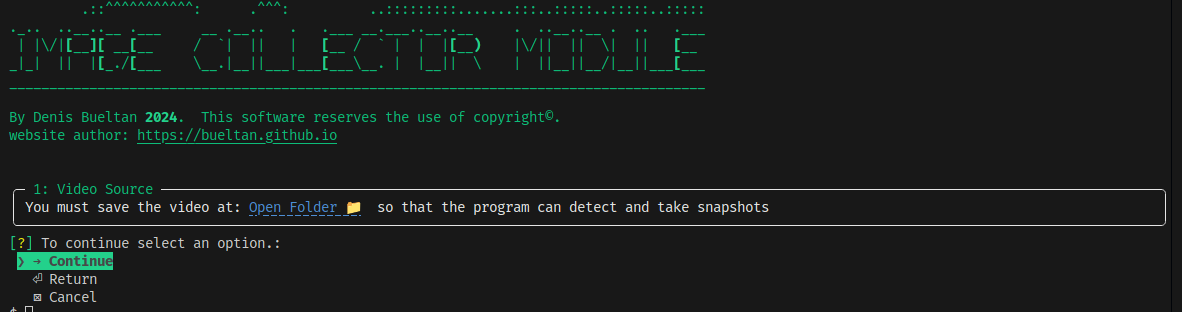 By Denis Bueltan 2024. This software reserves the use of copyright©.
website author: https://bueltan.github.io
1: Video Source
You must save the video at: Open Folder 📁 so that the program can detect and take snapshots
[?] To continue select an option.:
❯ → Continue
⏎ Return
⊠ Cancel
$